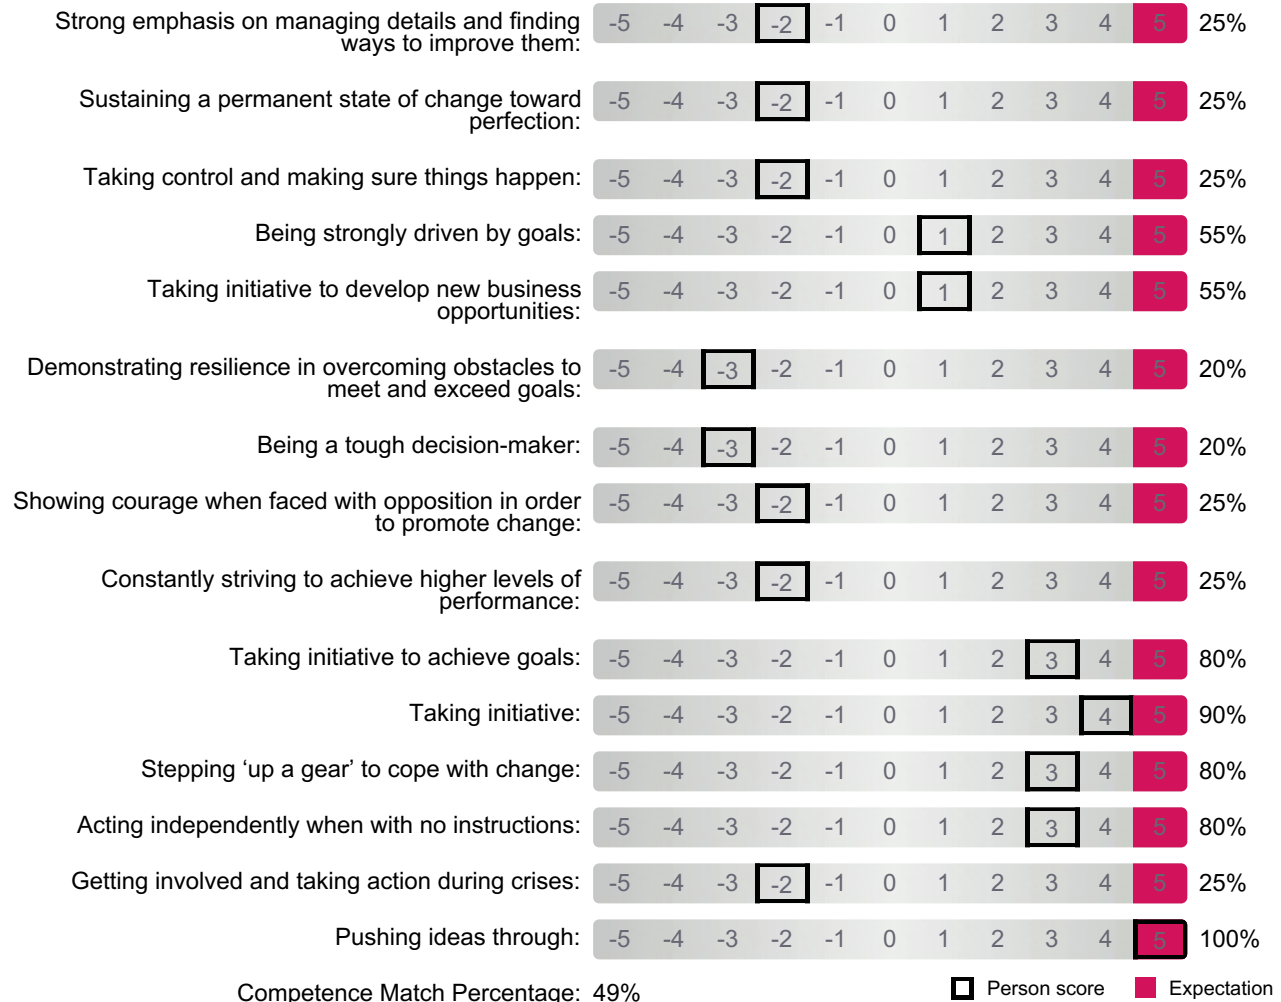 Strong emphasis on managing details and finding
ways to improve them:
-5 -4 -3 -2 -1 0 1 2 3 4 5 25%
Sustaining a permanent state of change toward
perfection:
-5 -4 -3 -2 -1 0 1 2 3 4 5 25%
Taking control and making sure things happen: -5 -4 -3 -2 -1 0 1 2 3 4 5 25%
Being strongly driven by goals: -5 -4 -3 -2 -1 0 1 2 3 4 5 55%
Taking initiative to develop new business
opportunities:
-5 -4 -3 -2 -1 0 1 2 3 4 5 55%
Demonstrating resilience in overcoming obstacles to
meet and exceed goals:
-5 -4 -3 -2 -1 0 1 2 3 4 5 20%
Being a tough decision-maker: -5 -4 -3 -2 -1 0 1 2 3 4 5 20%
Showing courage when faced with opposition in order
to promote change:
-5 -4 -3 -2 -1 0 1 2 3 4 5 25%
Constantly striving to achieve higher levels of
performance:
-5 -4 -3 -2 -1 0 1 2 3 4 5 25%
Taking initiative to achieve goals: -5 -4 -3 -2 -1 0 1 2 3 4 5 80%
Taking initiative: -5 -4 -3 -2 -1 0 1 2 3 4 5 90%
Stepping ‘up a gear’ to cope with change: -5 -4 -3 -2 -1 0 1 2 3 4 5 80%
Acting independently when with no instructions: -5 -4 -3 -2 -1 0 1 2 3 4 5 80%
Getting involved and taking action during crises: -5 -4 -3 -2 -1 0 1 2 3 4 5 25%
Pushing ideas through: -5 -4 -3 -2 -1 0 1 2 3 4 5 100%
Competence Match Percentage: 49% Person score Expectation